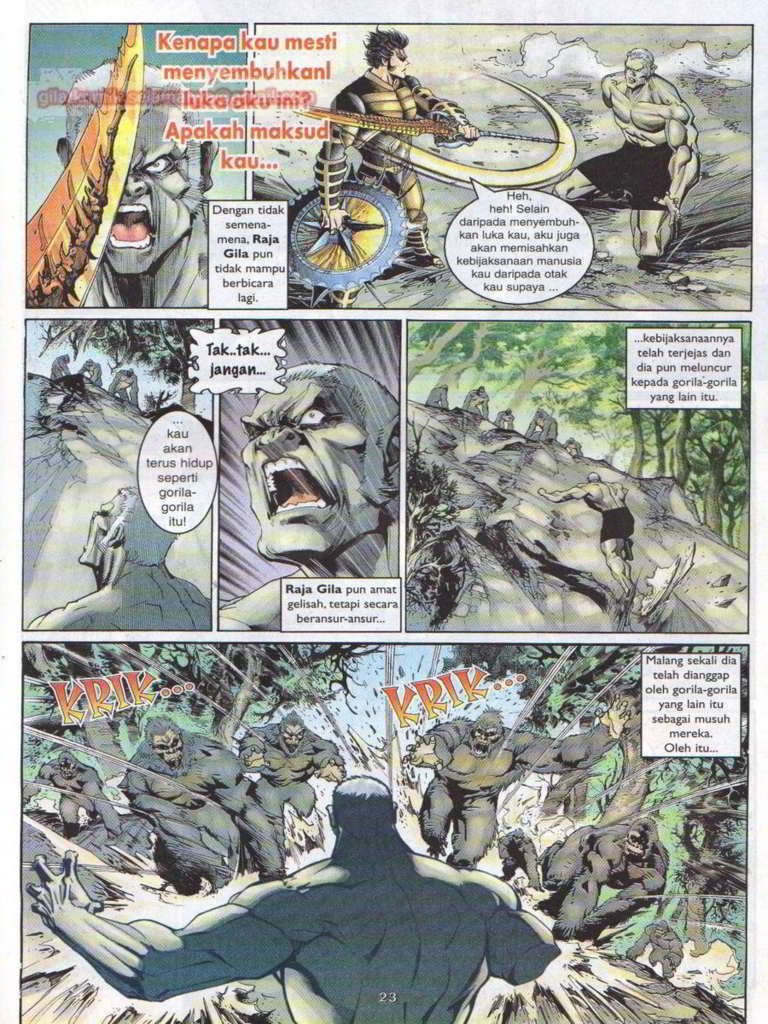 Kenapa kau mesti
menyembuhkanl
luka aku ini?
Apakah maksud
kau...
Dengan tidak
semena-
mena, Raja
Gila pun
tidak mampu
berbicara
lagi.
Heh,
heh! Selain
daripada menyembuh-
kan luka kau, aku juga
akan memisahkan
kebijaksanaan manusia
kau daripada otak
kau supaya ...
...
kau
akan
terus hidup
seperti
gorila-
gorila
itu!
Tak..tak...
jangan...
Raja Gila pun amat
gelisah, tetapi secara
beransur-ansur...
...kebijaksanaannya
telah terjejas dan
dia pun meluncur
kepada gorila-gorila
yang lain itu.
KRIK...
KRIK...
Malang sekali dia
telah dianggap
oleh gorila-gorila
yang lain itu
sebagai musuh
mereka.
Oleh itu...
23